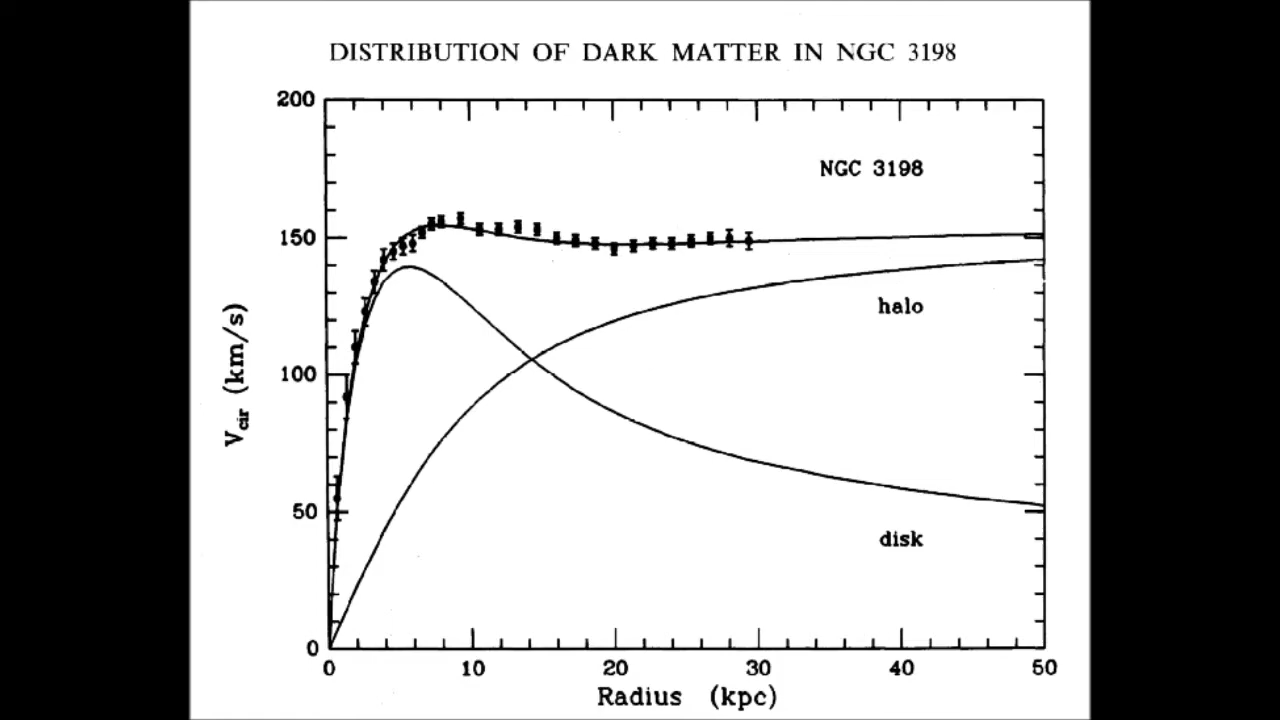 DISTRIBUTION OF DARK MATTER IN NGC 3198
200
150
100
50
0
NGC 3198
halo
disk
V_cir (km/s)
0 10 20 30 40 50
Radius (kpc)